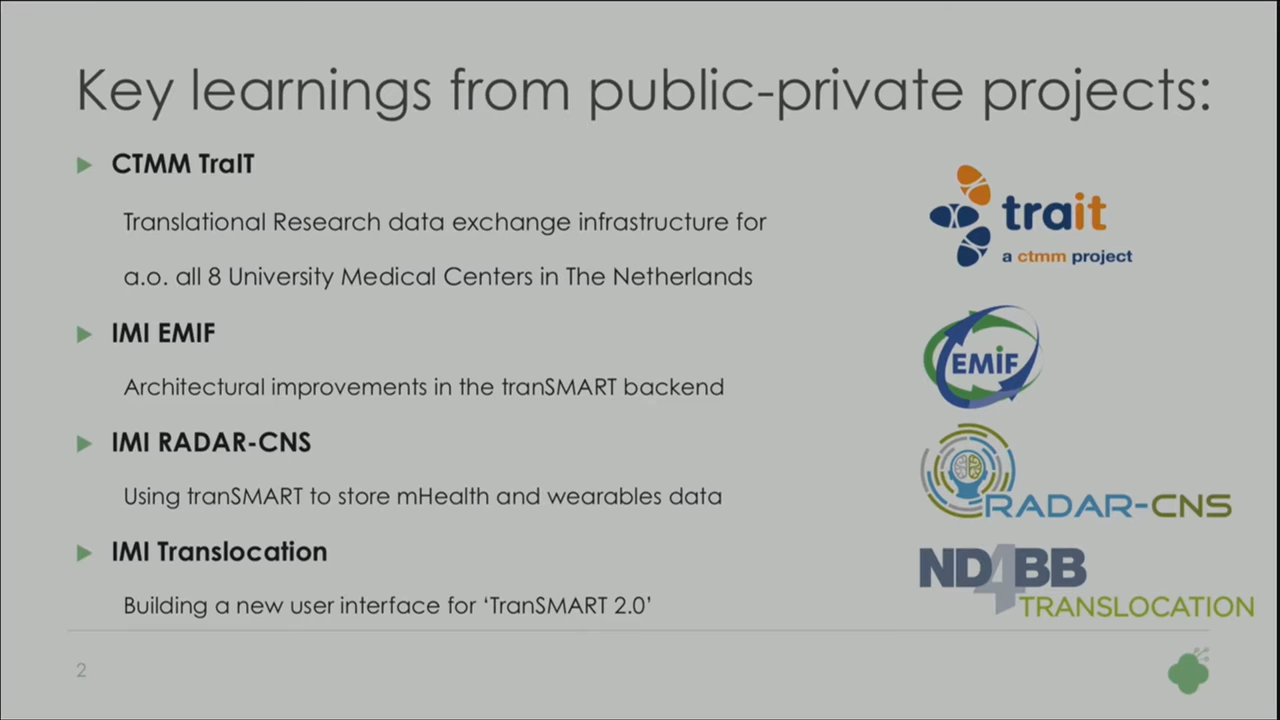 Key learnings from public-private projects:
CTMM TraIT
Translational Research data exchange infrastructure for
a.o. all 8 University Medical Centers in The Netherlands
IMI EMIF
Architectural improvements in the tranSMART backend
IMI RADAR-CNS
Using tranSMART to store mHealth and wearables data
IMI Translocation
Building a new user interface for ‘TranSMART 2.0’
trait
a ctmm project
EMiF
RADAR-CNS
ND4BB
TRANSLOCATION
2